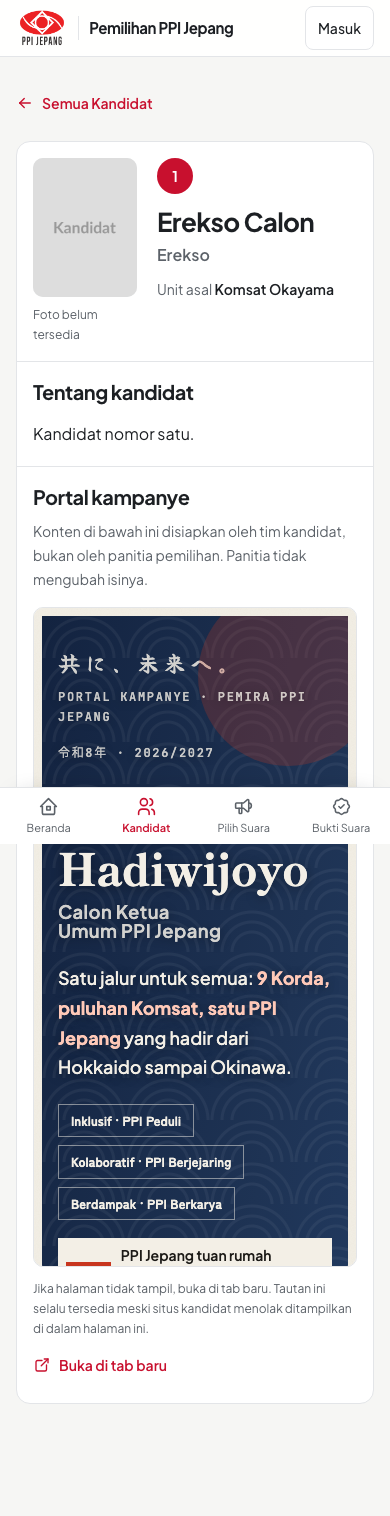 PPI JEPANG
Pemilihan PPI Jepang
Masuk
Semua Kandidat
Kandidat
Foto belum
tersedia
1
Erekso Calon
Erekso
Unit asal Komsat Okayama
Tentang kandidat
Kandidat nomor satu.
Portal kampanye
Konten di bawah ini disiapkan oleh tim kandidat,
bukan oleh panitia pemilihan. Panitia tidak
mengubah isinya.
共に、未来へ。
PORTAL KAMPANYE · PEMIRA PPI
JEPANG
令和8年 · 2026/2027
Beranda
Kandidat
Pilih Suara
Bukti Suara
Hadiwijoyo
Calon Ketua
Umum PPI Jepang
Satu jalur untuk semua: 9 Korda,
puluhan Komsat, satu PPI
Jepang yang hadir dari
Hokkaido sampai Okinawa.
Inklusif · PPI Peduli
Kolaboratif · PPI Berjejaring
Berdampak · PPI Berkarya
PPI Jepang tuan rumah
Jika halaman tidak tampil, buka di tab baru. Tautan ini
selalu tersedia meski situs kandidat menolak ditampilkan
di dalam halaman ini.
Buka di tab baru